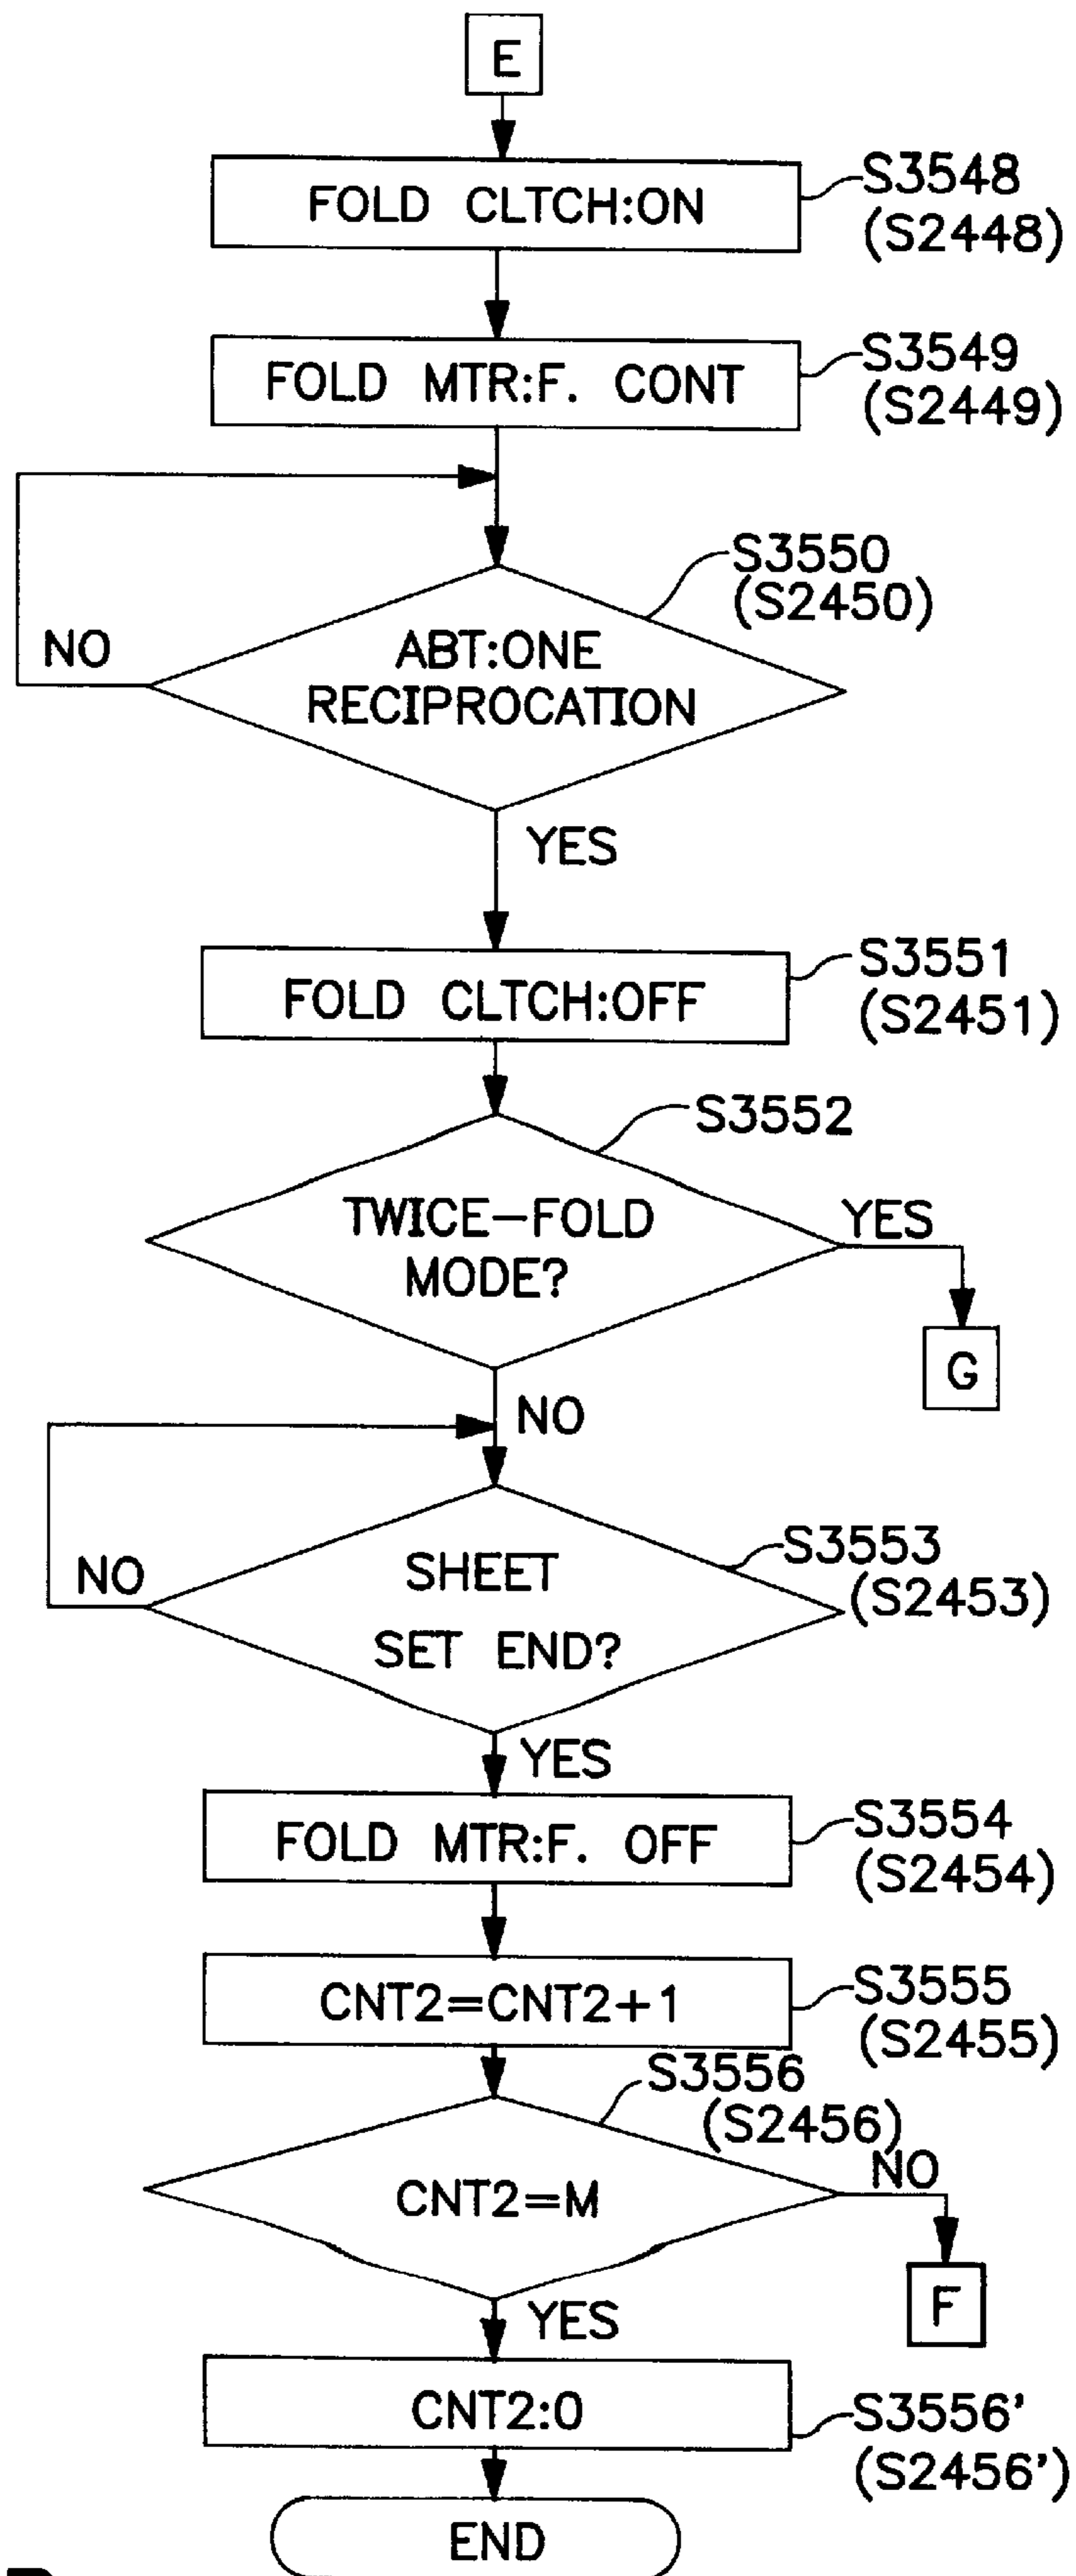 E
FOLD CLTCH:ON
S3548
(S2448)
FOLD MTR:F. CONT
S3549
(S2449)
S3550
(S2450)
NO
ABT:ONE
RECIPROCATION
YES
FOLD CLTCH:OFF
S3551
(S2451)
S3552
TWICE-FOLD
MODE?
YES
G
NO
S3553
(S2453)
NO
SHEET
SET END?
YES
FOLD MTR:F. OFF
S3554
(S2454)
CNT2=CNT2+1
S3555
(S2455)
S3556
(S2456)
NO
CNT2=M
F
YES
CNT2:0
S3556'
(S2456')
END